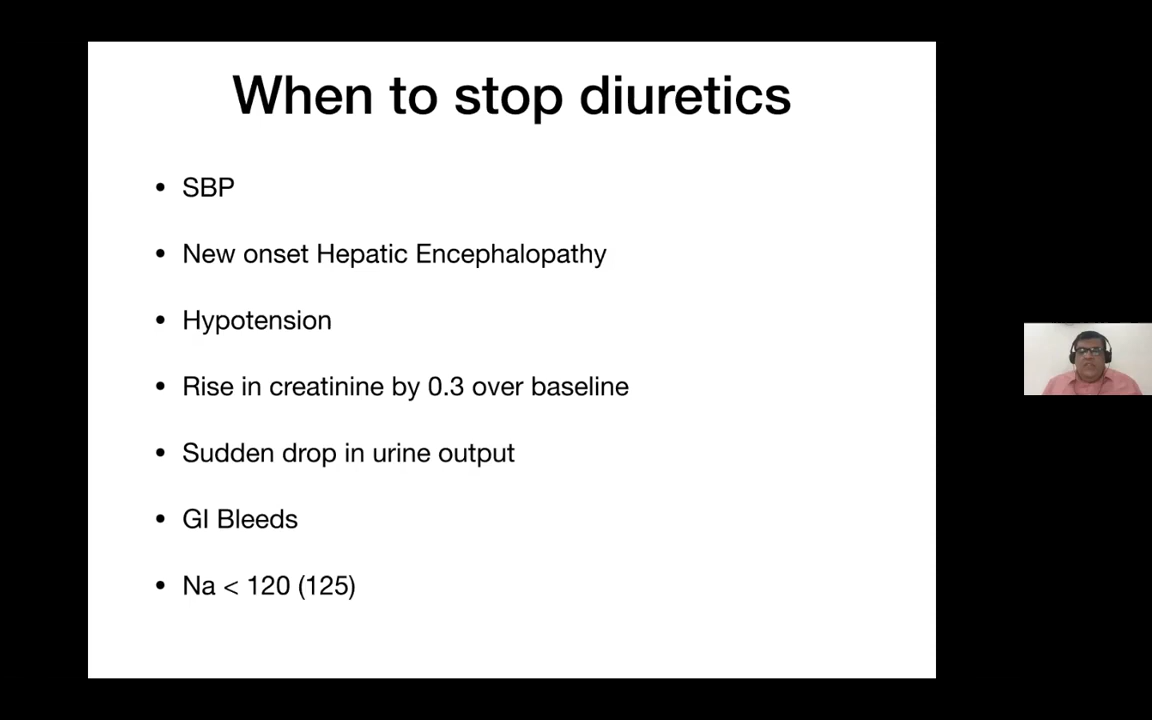 When to stop diuretics
• SBP
• New onset Hepatic Encephalopathy
• Hypotension
• Rise in creatinine by 0.3 over baseline
• Sudden drop in urine output
• GI Bleeds
• Na < 120 (125)